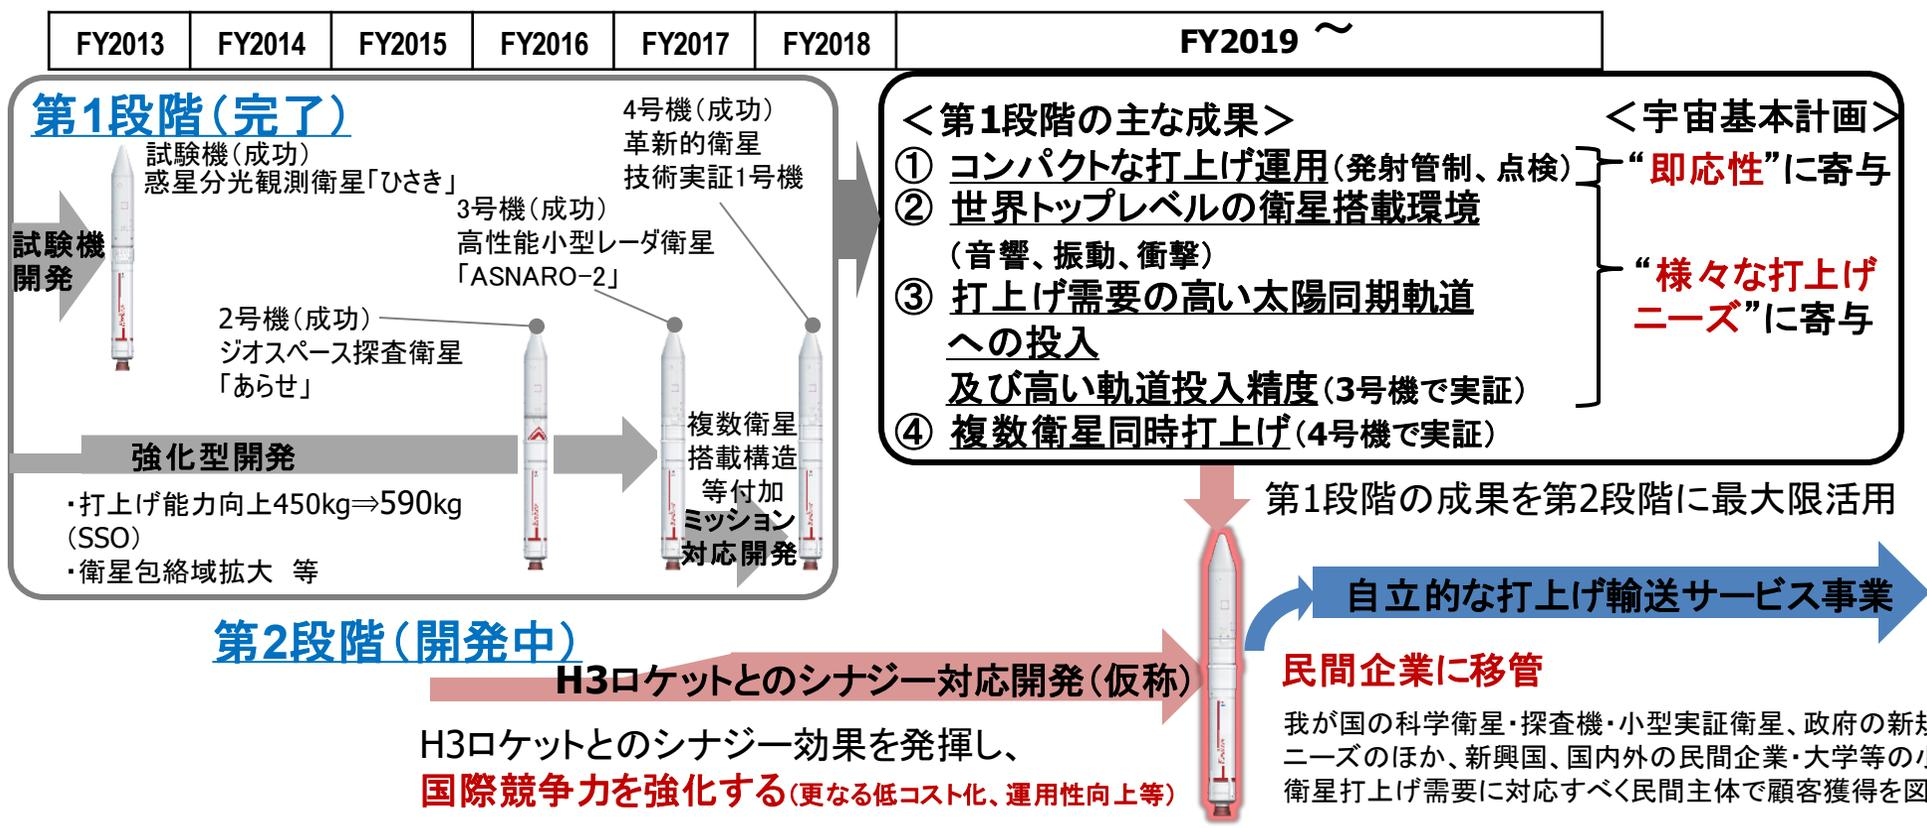 FY2013 FY2014 FY2015 FY2016 FY2017 FY2018 FY2019 ～
第1段階（完了）
試験機（成功）
惑星分光観測衛星「ひさき」
試験機
開発
4号機（成功）
革新的衛星
技術実証1号機
3号機（成功）
高性能小型レーダ衛星
「ASNARO-2」
2号機（成功）
ジオスペース探査衛星
「あらせ」
強化型開発
・打上げ能力向上450kg⇒590kg
（SSO）
・衛星包絡域拡大　等
複数衛星
搭載構造
等付加
ミッション
対応開発
＜第1段階の主な成果＞
① コンパクトな打上げ運用（発射管制、点検）
② 世界トップレベルの衛星搭載環境
（音響、振動、衝撃）
③ 打上げ需要の高い太陽同期軌道
への投入
及び高い軌道投入精度（3号機で実証）
④ 複数衛星同時打上げ（4号機で実証）
＜宇宙基本計画＞
“即応性”に寄与
“様々な打上げ
ニーズ”に寄与
第1段階の成果を第2段階に最大限活用
第2段階（開発中）
H3ロケットとのシナジー対応開発（仮称）
H3ロケットとのシナジー効果を発揮し、
国際競争力を強化する（更なる低コスト化、運用性向上等）
自立的な打上げ輸送サービス事業
民間企業に移管
我が国の科学衛星・探査機・小型実証衛星、政府の新規
ニーズのほか、新興国、国内外の民間企業・大学等の小
衛星打上げ需要に対応すべく民間主体で顧客獲得を図